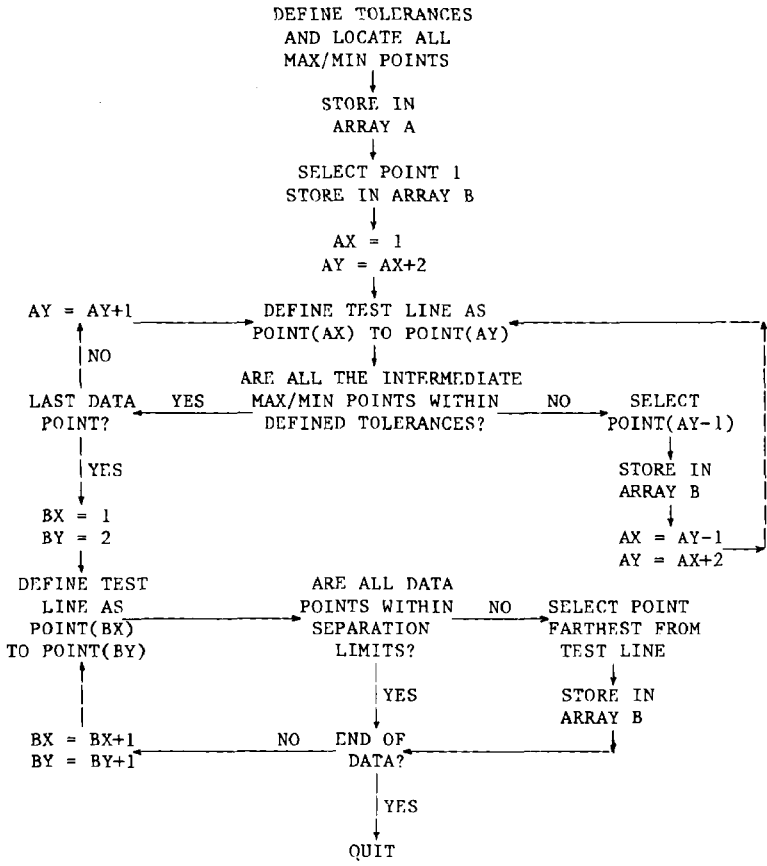 DEFINE TOLERANCES
AND LOCATE ALL
MAX/MIN POINTS
STORE IN
ARRAY A
SELECT POINT 1
STORE IN ARRAY B
AX = 1
AY = AX+2
AY = AY+1
DEFINE TEST LINE AS
POINT(AX) TO POINT(AY)
NO
ARE ALL THE INTERMEDIATE
MAX/MIN POINTS WITHIN
DEFINED TOLERANCES?
YES
LAST DATA
POINT?
NO
SELECT
POINT(AY-1)
STORE IN
ARRAY B
AX = AY-1
AY = AX+2
YES
BX = 1
BY = 2
DEFINE TEST
LINE AS
POINT(BX)
TO POINT(BY)
ARE ALL DATA
POINTS WITHIN
SEPARATION
LIMITS?
NO
SELECT POINT
FARTHEST FROM
TEST LINE
STORE IN
ARRAY B
YES
END OF
DATA?
NO
BX = BX+1
BY = BY+1
YES
QUIT